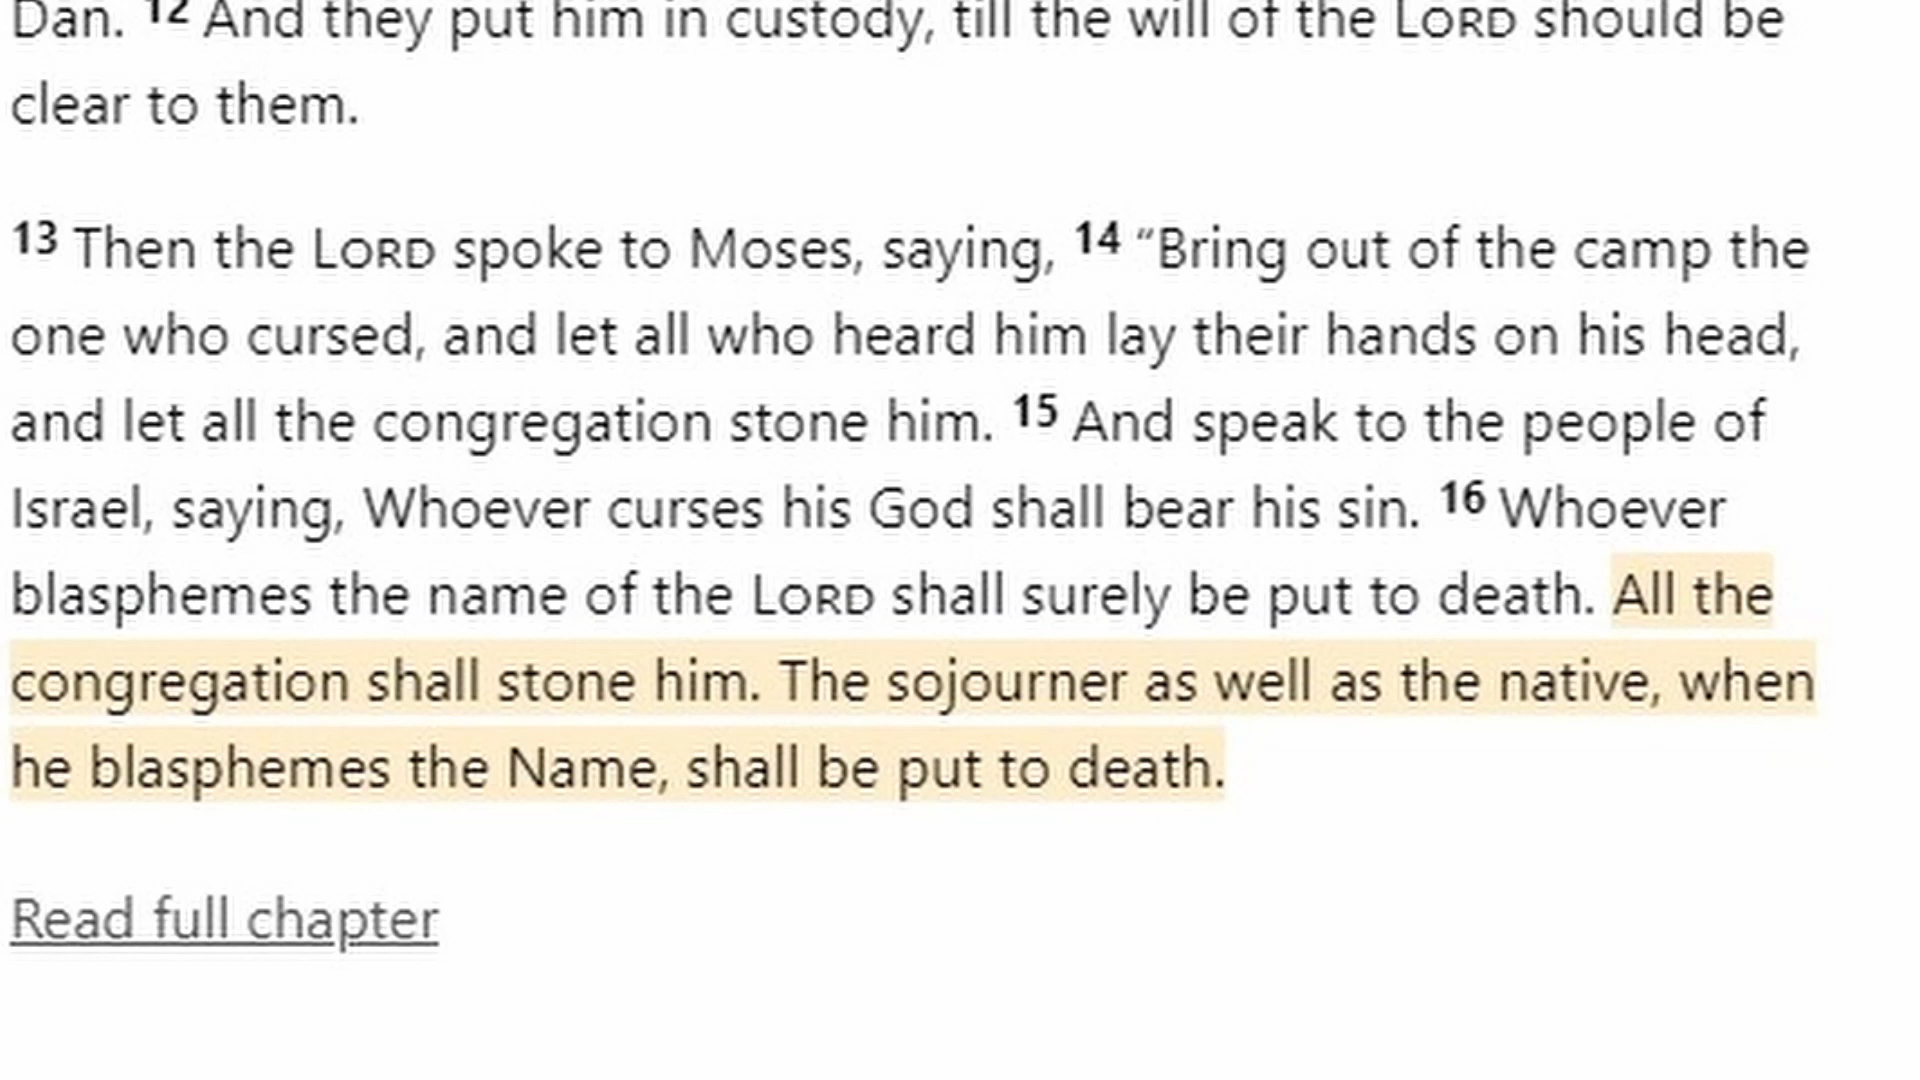 Dan. 12 And they put him in custody, till the will of the LORD should be
clear to them.
13 Then the LORD spoke to Moses, saying, 14 “Bring out of the camp the
one who cursed, and let all who heard him lay their hands on his head,
and let all the congregation stone him. 15 And speak to the people of
Israel, saying, Whoever curses his God shall bear his sin. 16 Whoever
blasphemes the name of the LORD shall surely be put to death. All the
congregation shall stone him. The sojourner as well as the native, when
he blasphemes the Name, shall be put to death.
Read full chapter